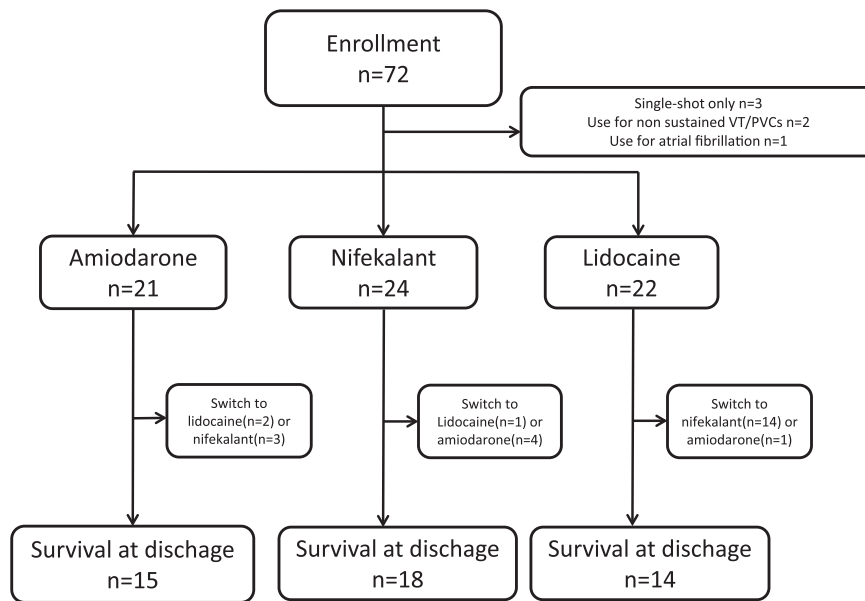 Enrollment
n=72
Single-shot only n=3
Use for non sustained VT/PVCs n=2
Use for atrial fibrillation n=1
Amiodarone
n=21
Nifekalant
n=24
Lidocaine
n=22
Switch to
lidocaine(n=2) or
nifekalant(n=3)
Switch to
Lidocaine(n=1) or
amiodarone(n=4)
Switch to
nifekalant(n=14) or
amiodarone(n=1)
Survival at dischage
n=15
Survival at dischage
n=18
Survival at dischage
n=14